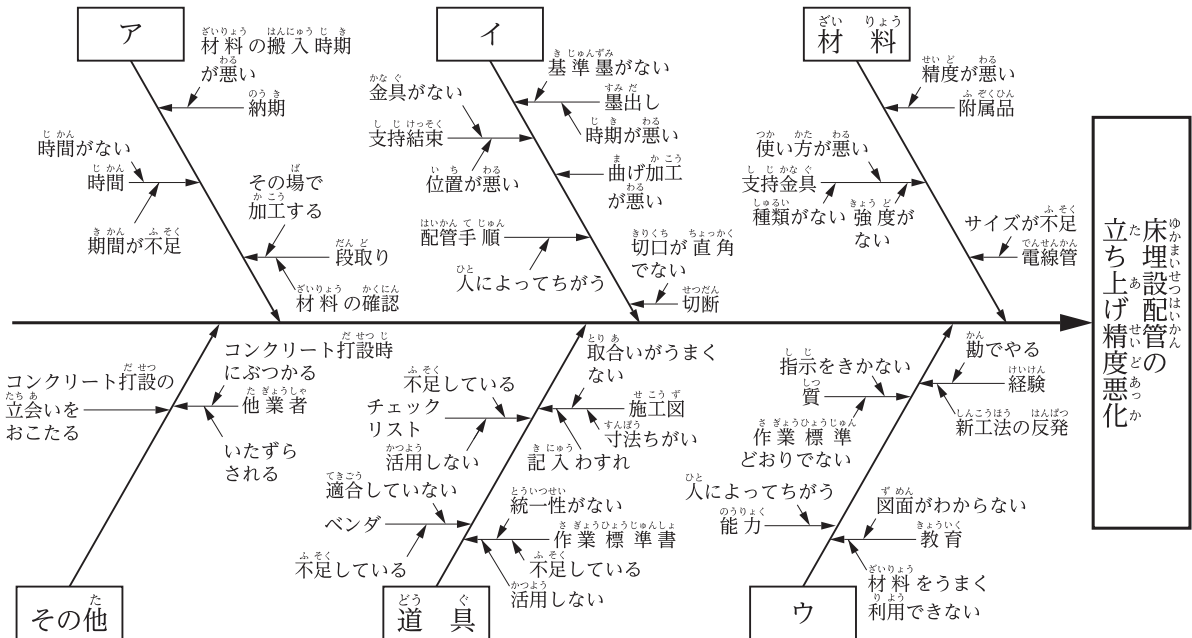 ア
材料の搬入時期
が悪い
納期
時間がない
時間
期間が不足
その場で
加工する
段取り
材料の確認
イ
基準墨がない
墨出し
時期が悪い
金具がない
支持結束
位置が悪い
曲げ加工
が悪い
配管手順
人によってちがう
切口が直角
でない
切断
材料
精度が悪い
附属品
使い方が悪い
支持金具
種類がない
強度が
ない
サイズが不足
電線管
床埋設配管の
立ち上げ精度悪化
コンクリート打設の
立会いを
おこたる
コンクリート打設時
にぶつかる
他業者
いたずら
される
その他
取合いがうまく
ない
施工図
寸法ちがい
記入わすれ
不足している
チェック
リスト
活用しない
適合していない
ベンダ
不足している
統一性がない
作業標準書
不足している
活用しない
道具
勘でやる
経験
新工法の反発
指示をきかない
質
作業標準
どおりでない
人によってちがう
能力
図面がわからない
教育
材料をうまく
利用できない
ウ